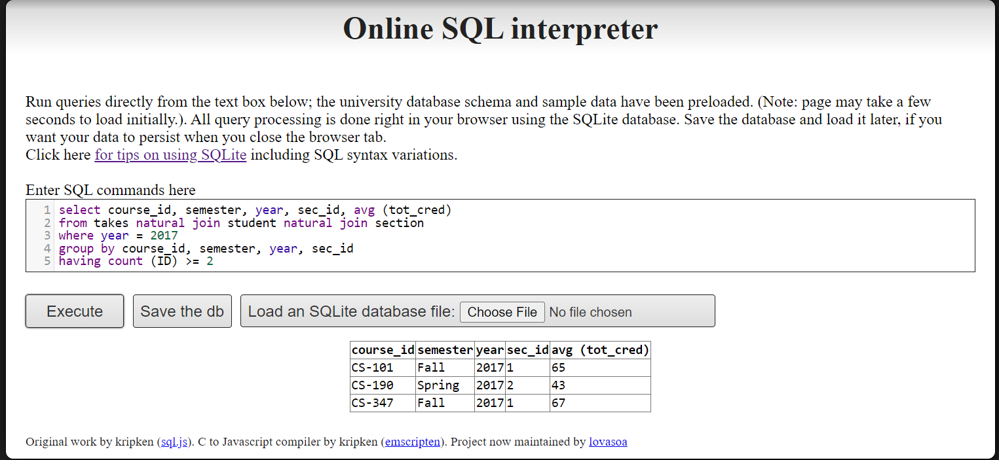 Online SQL interpreter
Run queries directly from the text box below; the university database schema and sample data have been preloaded. (Note: page may take a few
seconds to load initially.). All query processing is done right in your browser using the SQLite database. Save the database and load it later, if you
want your data to persist when you close the browser tab.
Click here for tips on using SQLite including SQL syntax variations.
Enter SQL commands here
1 select course_id, semester, year, sec_id, avg (tot_cred)
2 from takes natural join student natural join section
3 where year = 2017
4 group by course_id, semester, year, sec_id
5 having count (ID) >= 2
Execute Save the db Load an SQLite database file: Choose File No file chosen
course_id semester year sec_id avg (tot_cred)
CS-101 Fall 2017 1 65
CS-190 Spring 2017 2 43
CS-347 Fall 2017 1 67
Original work by kripken (sql.js). C to Javascript compiler by kripken (emscripten). Project now maintained by lovasoa